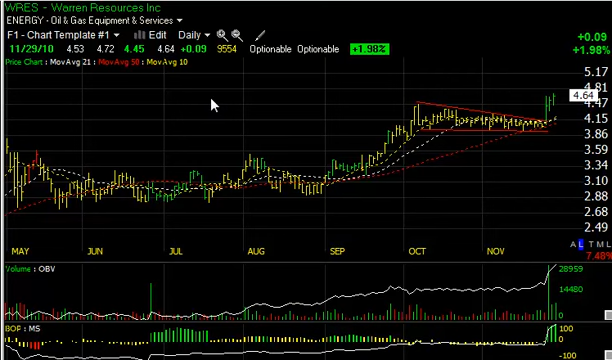 WRES - Warren Resources Inc
ENERGY - Oil & Gas Equipment & Services
F1 - Chart Template #1 Edit Daily +0.09
11/29/10 4.53 4.72 4.45 4.64 +0.09 9554 Optionable Optionable +1.98% +1.98%
Price Chart : MovAvg 21 : MovAvg 50 : MovAvg 10
5.17
4.81
4.64
4.47
4.15
3.86
3.59
3.34
3.10
2.88
2.68
2.49
MAY JUN JUL AUG SEP OCT NOV A L T M L
7.48%
Volume : OBV 28959
14480
BOP : MS 100
0
-100